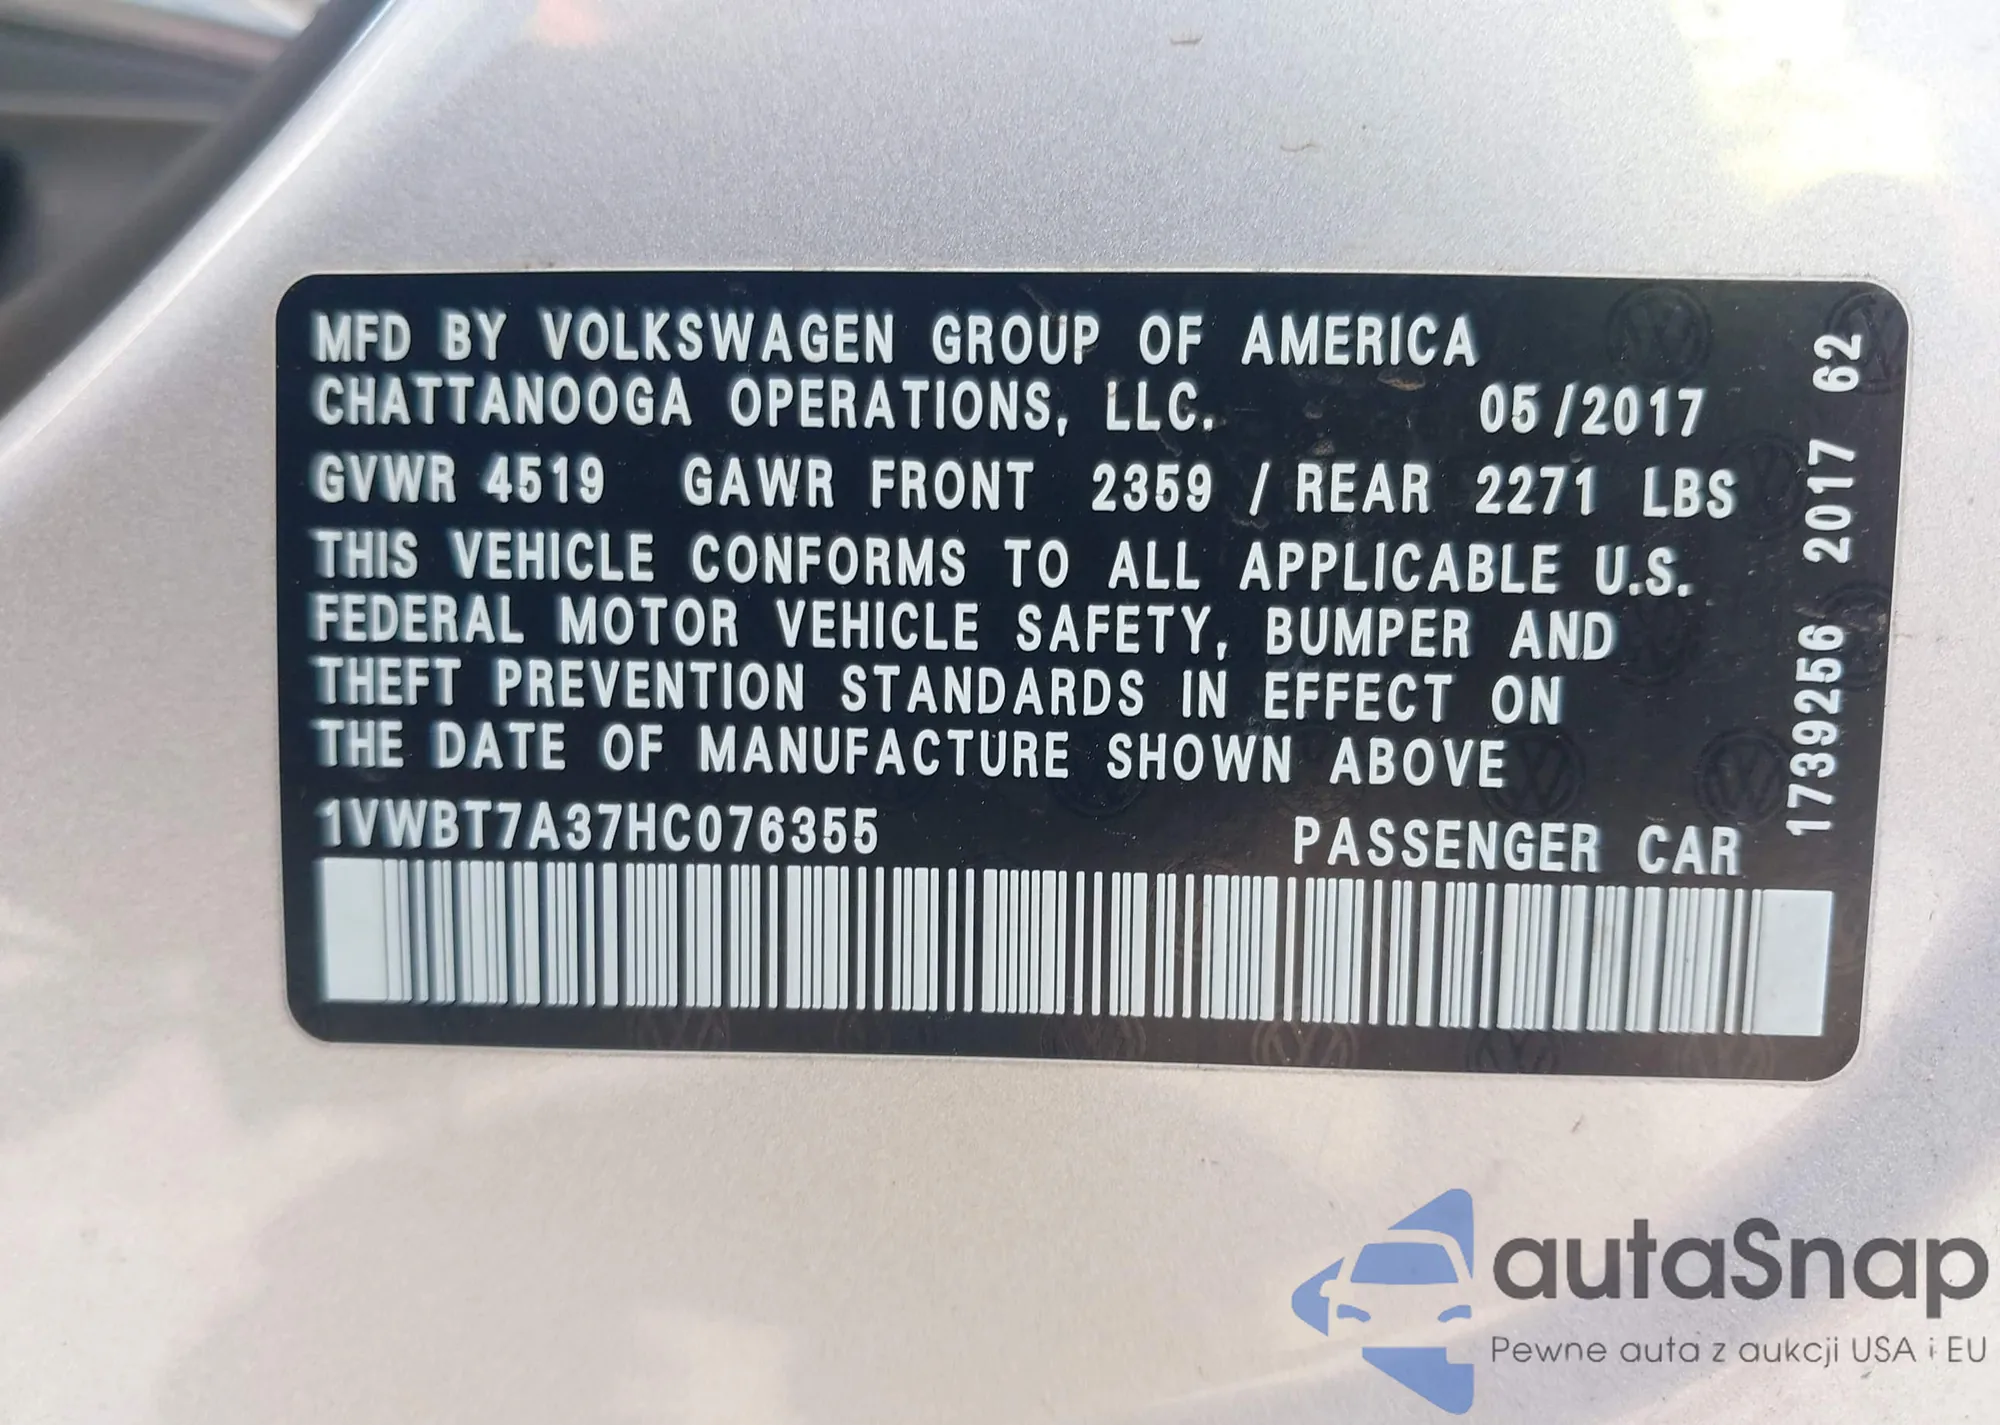 MFD BY VOLKSWAGEN GROUP OF AMERICA
CHATTANOOGA OPERATIONS, LLC. 05/2017
GVWR 4519 GAWR FRONT 2359 / REAR 2271 LBS
THIS VEHICLE CONFORMS TO ALL APPLICABLE U.S.
FEDERAL MOTOR VEHICLE SAFETY, BUMPER AND
THEFT PREVENTION STANDARDS IN EFFECT ON
THE DATE OF MANUFACTURE SHOWN ABOVE
1VWBT7A37HC076355 PASSENGER CAR
1739256 2017 62
autaSnap
Pewne auta z aukcji USA i EU